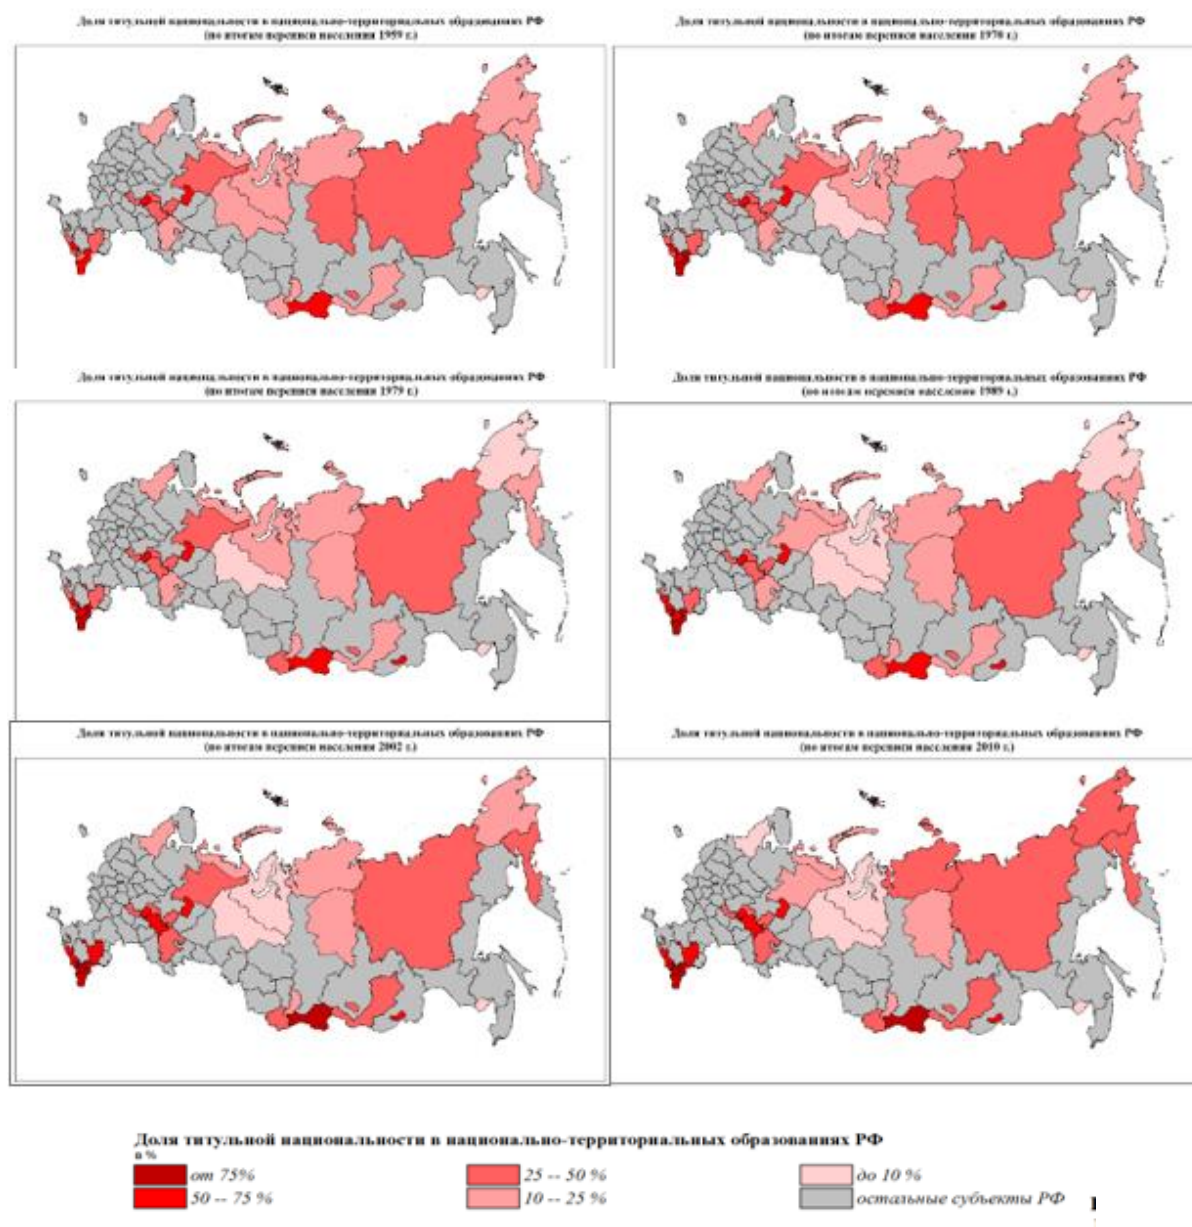 Доля титульной национальности в национально-территориальных образованиях РФ
(по итогам переписи населения 1959 г.)
Доля титульной национальности в национально-территориальных образованиях РФ
(по итогам переписи населения 1970 г.)
Доля титульной национальности в национально-территориальных образованиях РФ
(по итогам переписи населения 1979 г.)
Доля титульной национальности в национально-территориальных образованиях РФ
(по итогам переписи населения 1989 г.)
Доля титульной национальности в национально-территориальных образованиях РФ
(по итогам переписи населения 2002 г.)
Доля титульной национальности в национально-территориальных образованиях РФ
(по итогам переписи населения 2010 г.)
Доля титульной национальности в национально-территориальных образованиях РФ
в %
от 75%
25 -- 50 %
до 10 %
50 -- 75 %
10 -- 25 %
остальные субъекты РФ